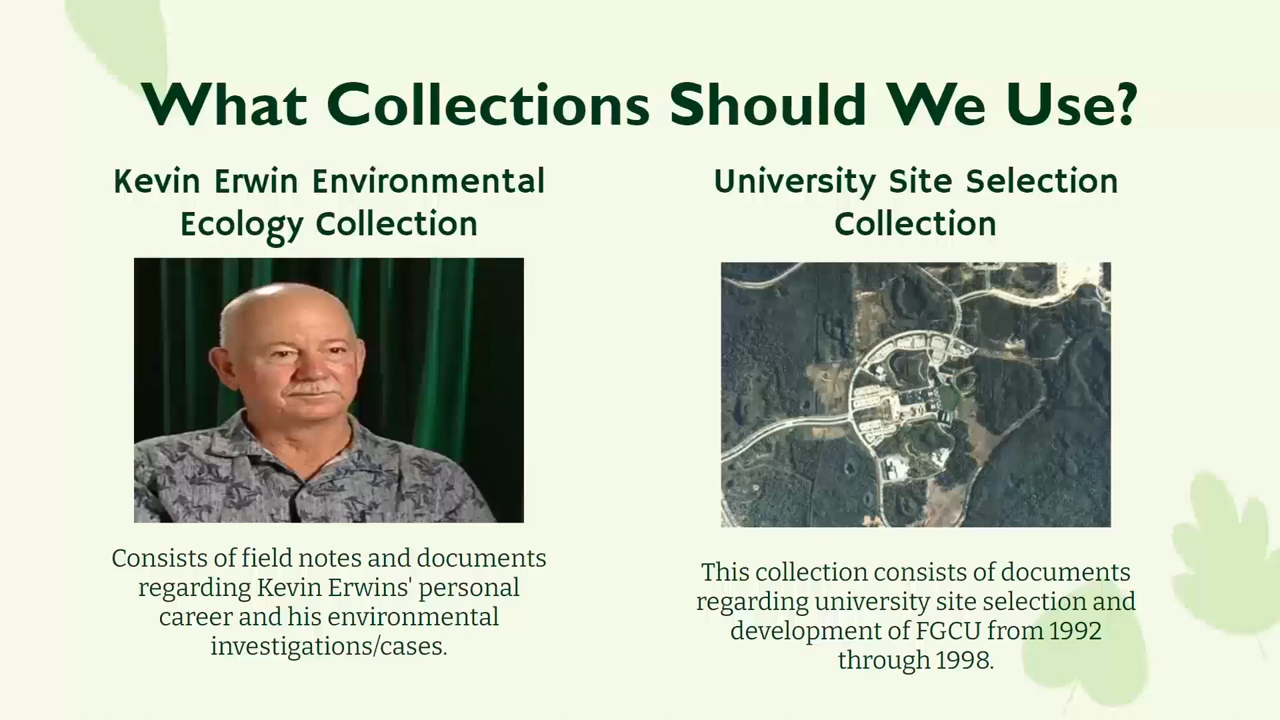 What Collections Should We Use?
Kevin Erwin Environmental
Ecology Collection
Consists of field notes and documents
regarding Kevin Erwins' personal
career and his environmental
investigations/cases.
University Site Selection
Collection
This collection consists of documents
regarding university site selection and
development of FGCU from 1992
through 1998.